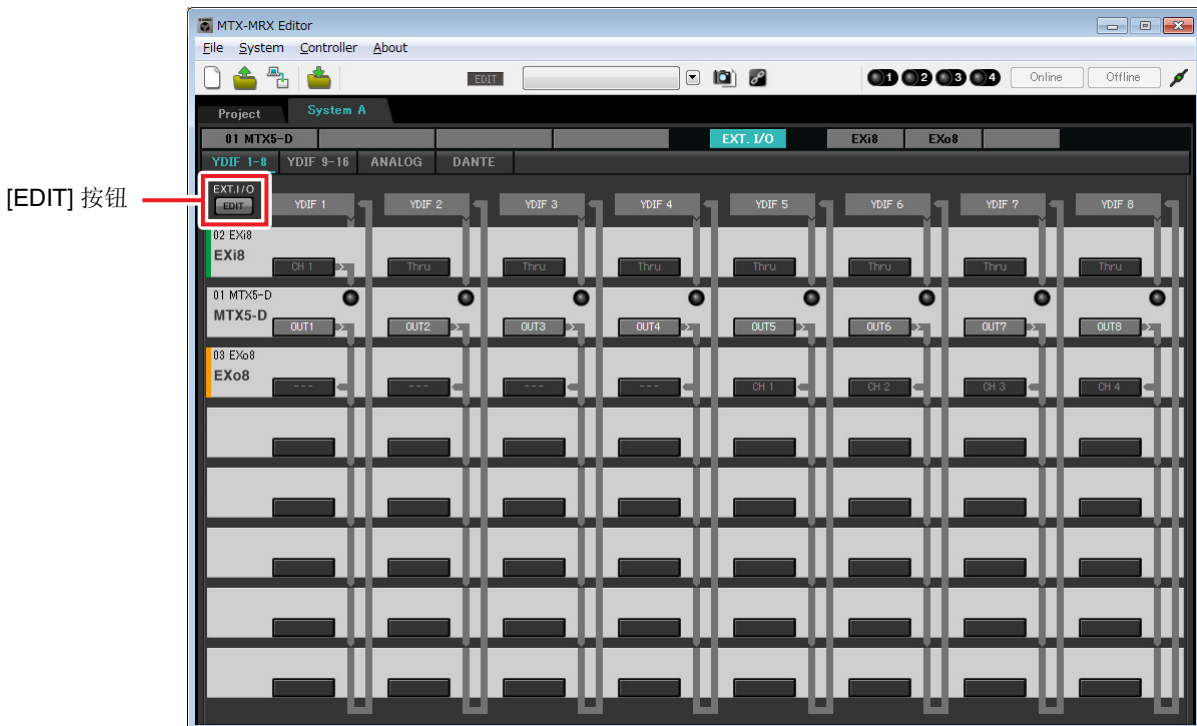 MTX-MRX Editor
File System Controller About
EDIT 1 2 3 4 Online Offline
Project System A
01 MTX5-D EXT. I/O EXi8 EXo8
YDIF 1-8 YDIF 9-16 ANALOG DANTE
[EDIT] 按钮
EXT.I/O
EDIT YDIF 1 YDIF 2 YDIF 3 YDIF 4 YDIF 5 YDIF 6 YDIF 7 YDIF 8
02 EXi8
EXi8
CH 1 Thru Thru Thru Thru Thru Thru Thru
01 MTX5-D
MTX5-D
OUT1 OUT2 OUT3 OUT4 OUT5 OUT6 OUT7 OUT8
03 EXo8
EXo8
--- --- --- --- CH 1 CH 2 CH 3 CH 4